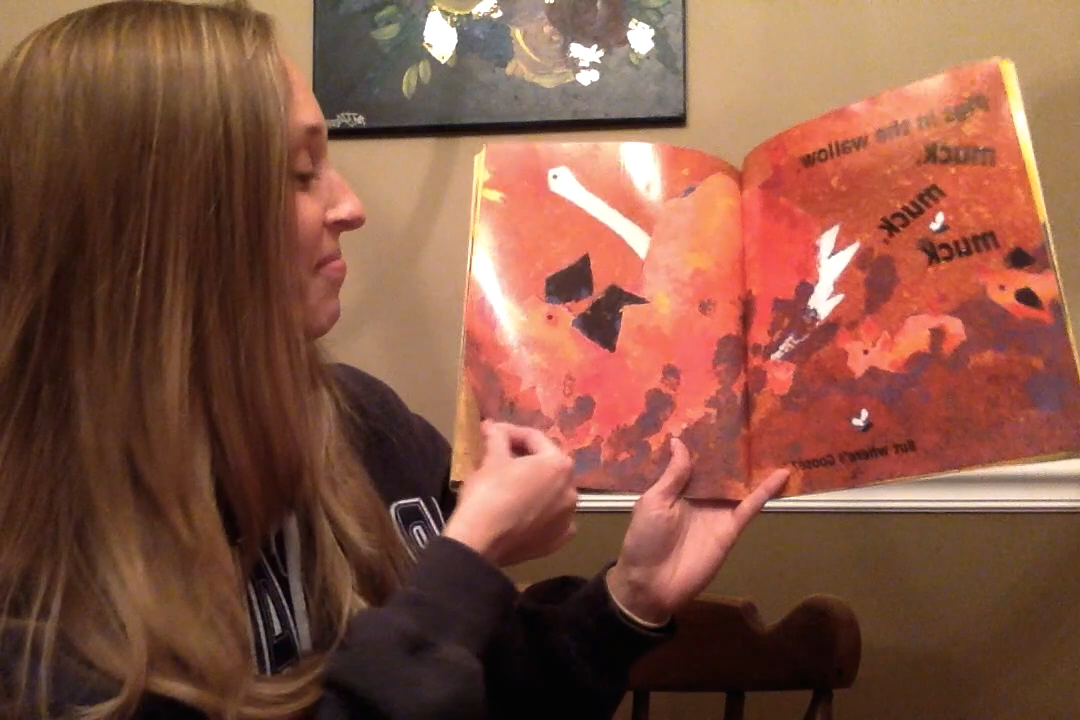 Pigs in the wallow,
muck,
muck,
muck
But where's Goose?